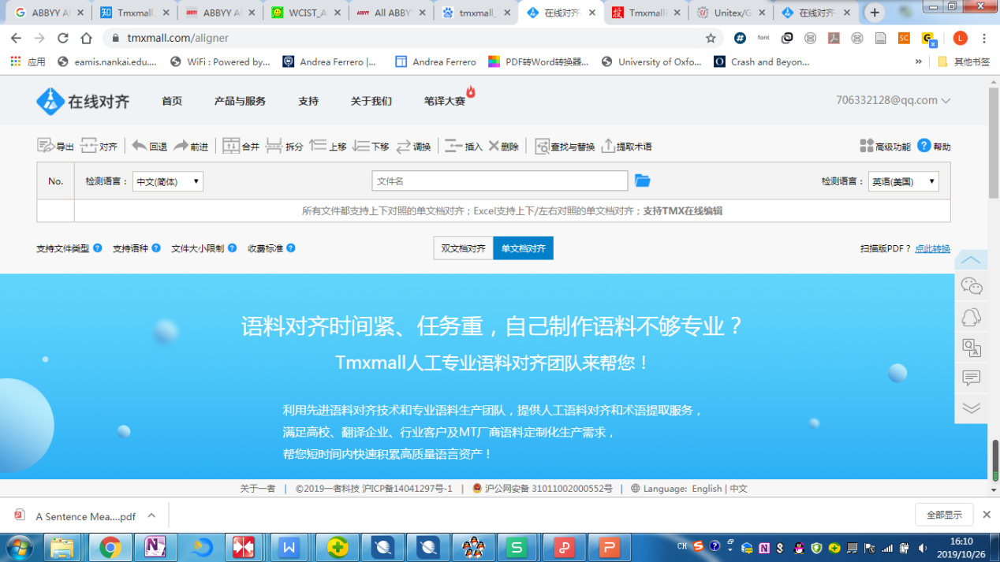 ABBYY A
Tmxmall
ABBYY A
WCIST_A
All ABBY
tmxmall_
在线对齐
Tmxmall
Unitex/G
在线对齐
tmxmall.com/aligner
应用
eamis.nankai.edu....
WiFi : Powered by...
Andrea Ferrero |...
Andrea Ferrero
PDF转Word转换器...
University of Oxfo...
Crash and Beyon...
其他书签
在线对齐
首页
产品与服务
支持
关于我们
笔译大赛
706332128@qq.com
导出 对齐 回退 前进 合并 拆分 上移 下移 调换 插入 删除 查找与替换 提取术语 高级功能 帮助
No. 检测语言： 中文(简体) 文件名 检测语言： 英语(美国)
所有文件都支持上下对照的单文档对齐；Excel支持上下/左右对照的单文档对齐；支持TMX在线编辑
支持文件类型 支持语种 文件大小限制 收费标准 双文档对齐 单文档对齐 扫描版PDF？ 点此转换
语料对齐时间紧、任务重，自己制作语料不够专业？
Tmxmall人工专业语料对齐团队来帮您！
利用先进语料对齐技术和专业语料生产团队，提供人工语料对齐和术语提取服务，
满足高校、翻译企业、行业客户及MT厂商语料定制化生产需求，
帮您短时间内快速积累高质量语言资产！
关于一者 | ©2019一者科技 沪ICP备14041297号-1 | 沪公网安备 31011002000552号 | Language: English | 中文
A Sentence Mea....pdf
全部显示
CH
16:10
2019/10/26